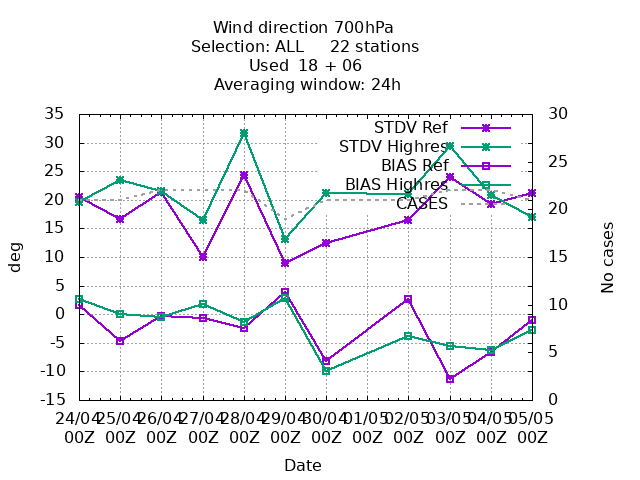 Wind direction 700hPa
Selection: ALL 22 stations
Used 18 + 06
Averaging window: 24h
35
30
25
20
15
10
5
0
-5
-10
-15
deg
STDV Ref
STDV Highres
BIAS Ref
BIAS Highres
CASES
30
25
20
15
10
5
0
No cases
24/04 25/04 26/04 27/04 28/04 29/04 30/04 01/05 02/05 03/05 04/05 05/05
00Z 00Z 00Z 00Z 00Z 00Z 00Z 00Z 00Z 00Z 00Z 00Z
Date